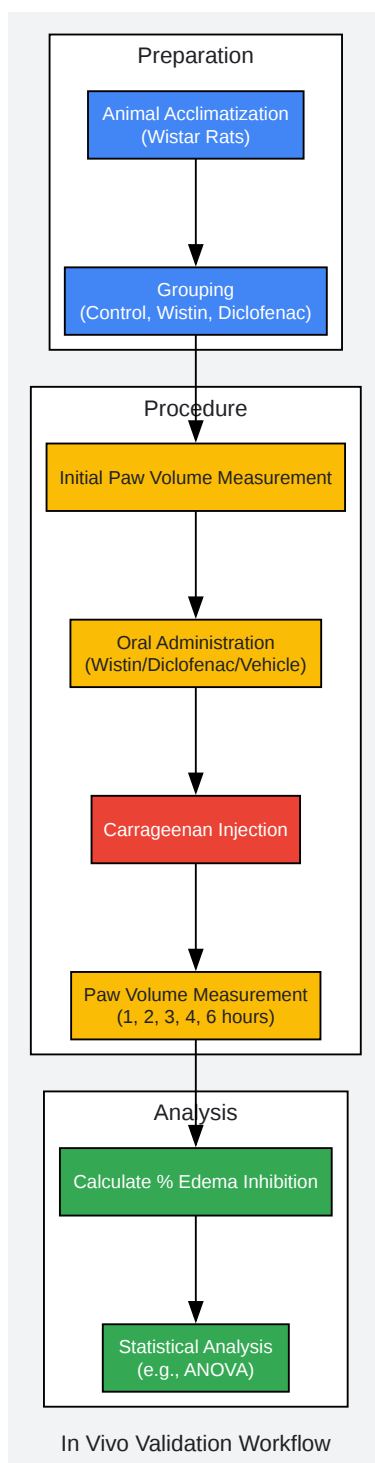 Preparation
Animal Acclimatization
(Wistar Rats)
Grouping
(Control, Wistin, Diclofenac)
Procedure
Initial Paw Volume Measurement
Oral Administration
(Wistin/Diclofenac/Vehicle)
Carrageenan Injection
Paw Volume Measurement
(1, 2, 3, 4, 6 hours)
Analysis
Calculate % Edema Inhibition
Statistical Analysis
(e.g., ANOVA)
In Vivo Validation Workflow